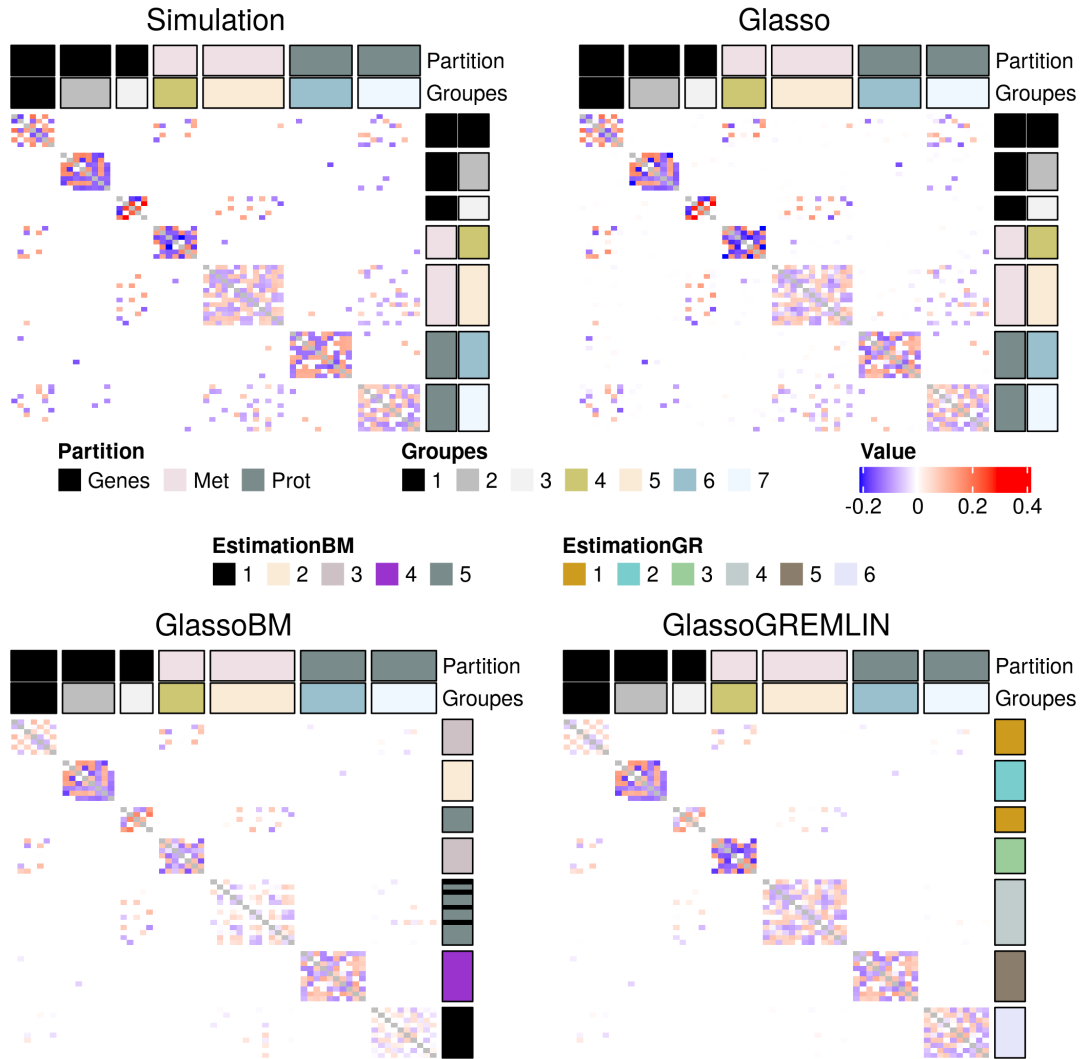 Simulation
Glasso
Partition
Groupes
Partition
Groupes
Partition
Genes Met Prot
Groupes
1 2 3 4 5 6 7
Value
-0.2 0 0.2 0.4
EstimationBM
1 2 3 4 5
EstimationGR
1 2 3 4 5 6
GlassoBM
GlassoGREMLIN
Partition
Groupes
Partition
Groupes